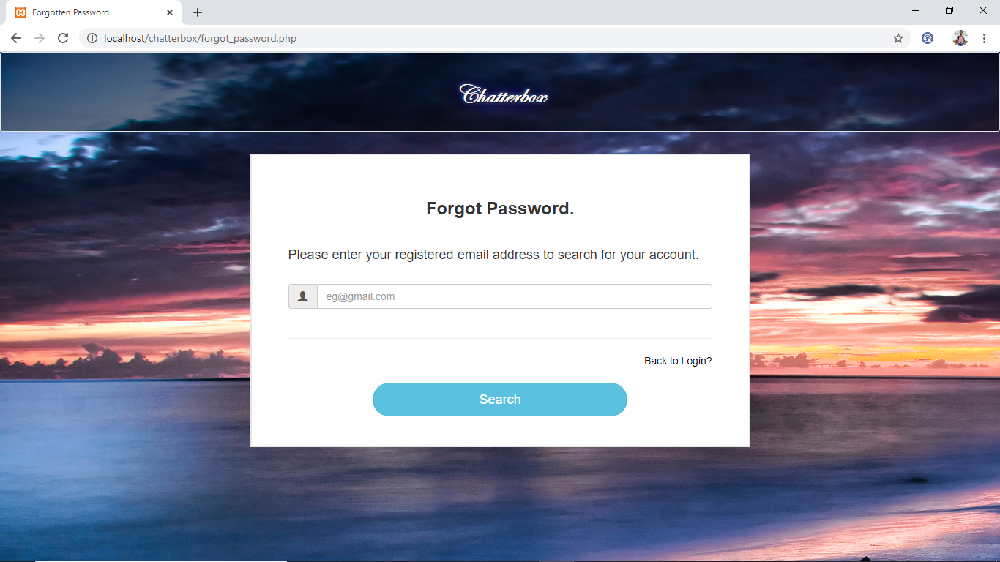 Forgotten Password
localhost/chatterbox/forgot_password.php
Chatterbox
Forgot Password.
Please enter your registered email address to search for your account.
eg@gmail.com
Back to Login?
Search